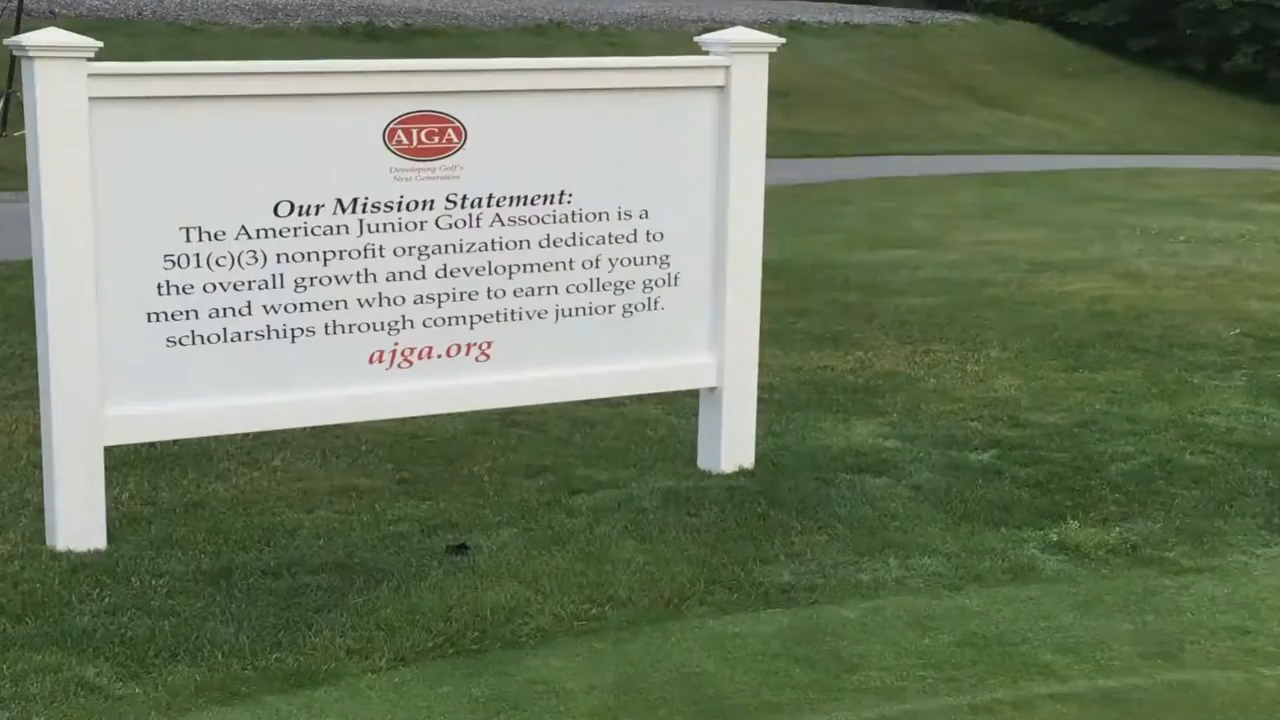 AJGA
Developing Golf's
Next Generation
Our Mission Statement:
The American Junior Golf Association is a
501(c)(3) nonprofit organization dedicated to
the overall growth and development of young
men and women who aspire to earn college golf
scholarships through competitive junior golf.
ajga.org